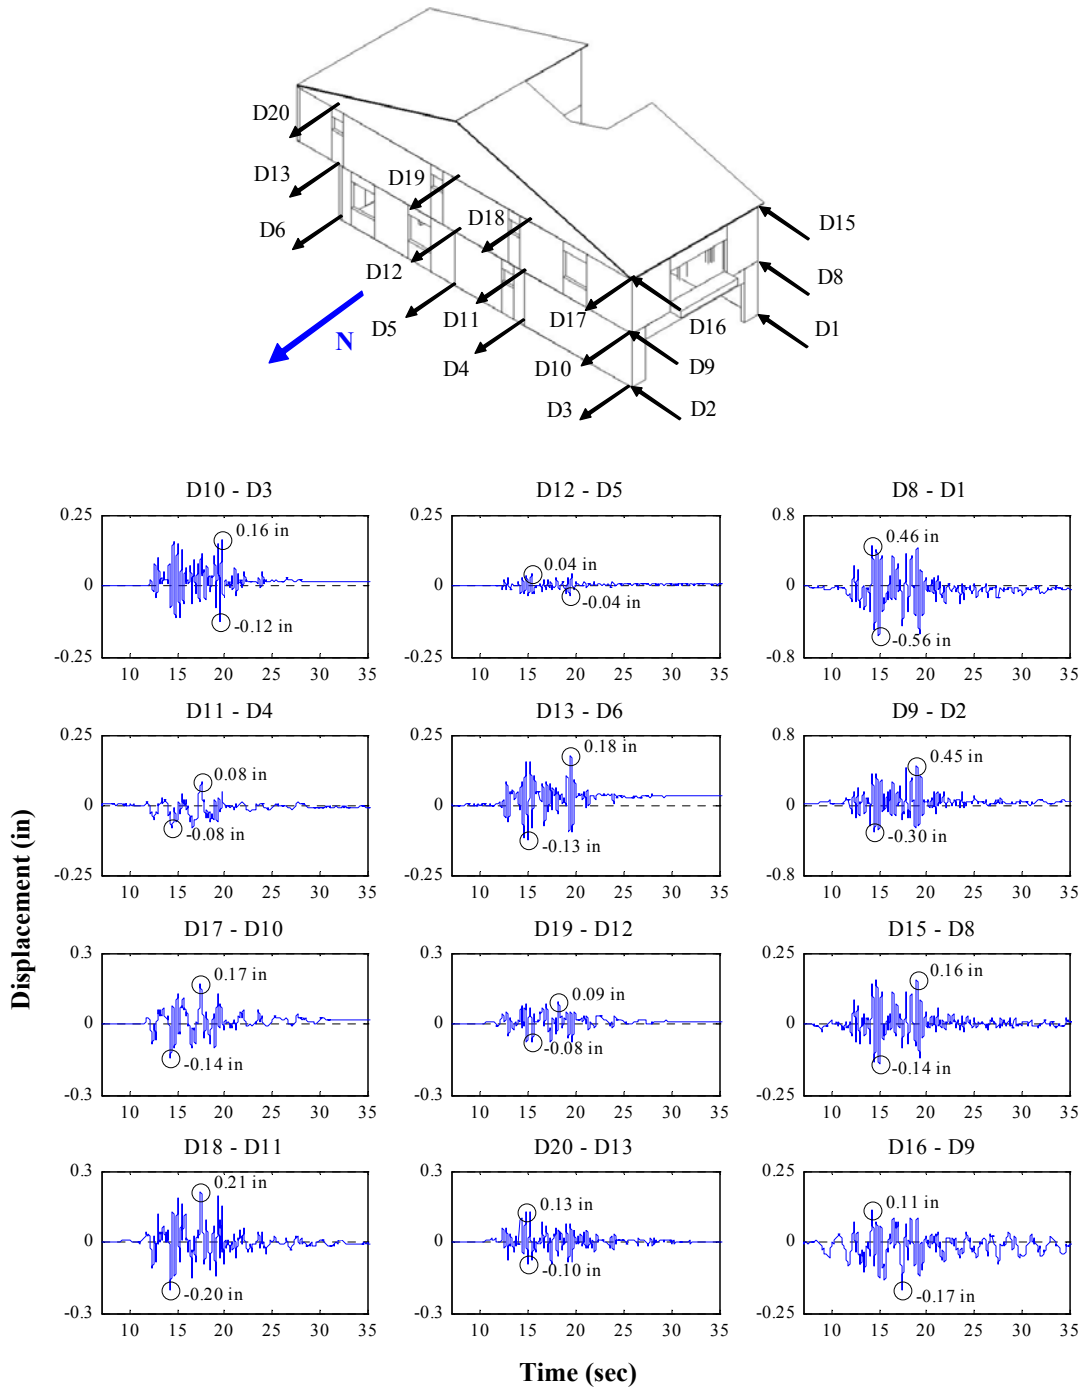 D20
D13
D19
D6
D18
D15
D12
D8
D5
D11
D17
D16
D1
N
D4
D10
D9
D3
D2
D10 - D3
0.25
0.16 in
0
-0.12 in
-0.25
10 15 20 25 30 35
D12 - D5
0.25
0.04 in
0
-0.04 in
-0.25
10 15 20 25 30 35
D8 - D1
0.8
0.46 in
0
-0.56 in
-0.8
10 15 20 25 30 35
D11 - D4
0.25
0.08 in
0
-0.08 in
-0.25
10 15 20 25 30 35
D13 - D6
0.25
0.18 in
0
-0.13 in
-0.25
10 15 20 25 30 35
D9 - D2
0.8
0.45 in
0
-0.30 in
-0.8
10 15 20 25 30 35
Displacement (in)
D17 - D10
0.3
0.17 in
0
-0.14 in
-0.3
10 15 20 25 30 35
D19 - D12
0.3
0.09 in
0
-0.08 in
-0.3
10 15 20 25 30 35
D15 - D8
0.25
0.16 in
0
-0.14 in
-0.25
10 15 20 25 30 35
D18 - D11
0.3
0.21 in
0
-0.20 in
-0.3
10 15 20 25 30 35
D20 - D13
0.3
0.13 in
0
-0.10 in
-0.3
10 15 20 25 30 35
D16 - D9
0.25
0.11 in
0
-0.17 in
-0.25
10 15 20 25 30 35
Time (sec)